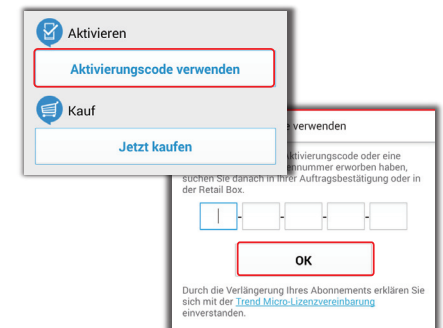 Aktivieren
Aktivierungscode verwenden
Kauf
Jetzt kaufen
verwenden
ktivierungscode oder eine
ennummer erworben haben,
suchen Sie danach in Ihrer Auftragsbestätigung oder in
der Retail Box.
- - - -
OK
Durch die Verlängerung Ihres Abonnements erklären Sie
sich mit der Trend Micro-Lizenzvereinbarung
einverstanden.